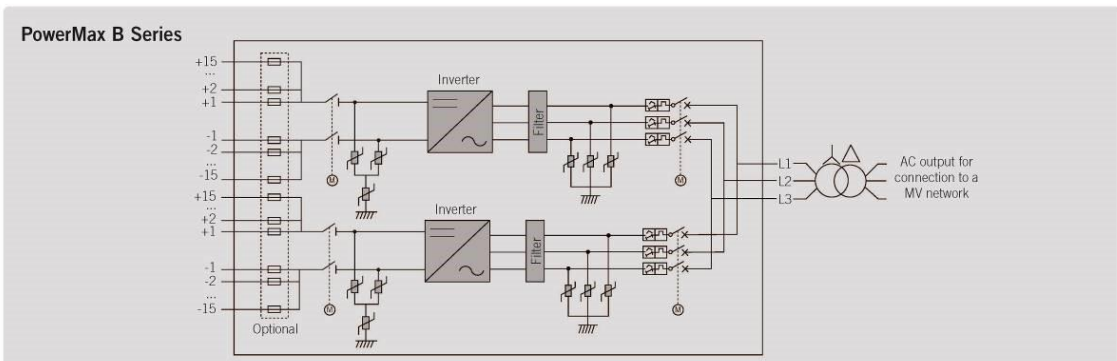 PowerMax B Series
+15
...
+2
+1
-1
-2
...
-15
+15
...
+2
+1
-1
-2
...
-15
Optional
M
Inverter
Filter
M
Inverter
Filter
M
M
L1
L2
L3
AC output for
connection to a
MV network